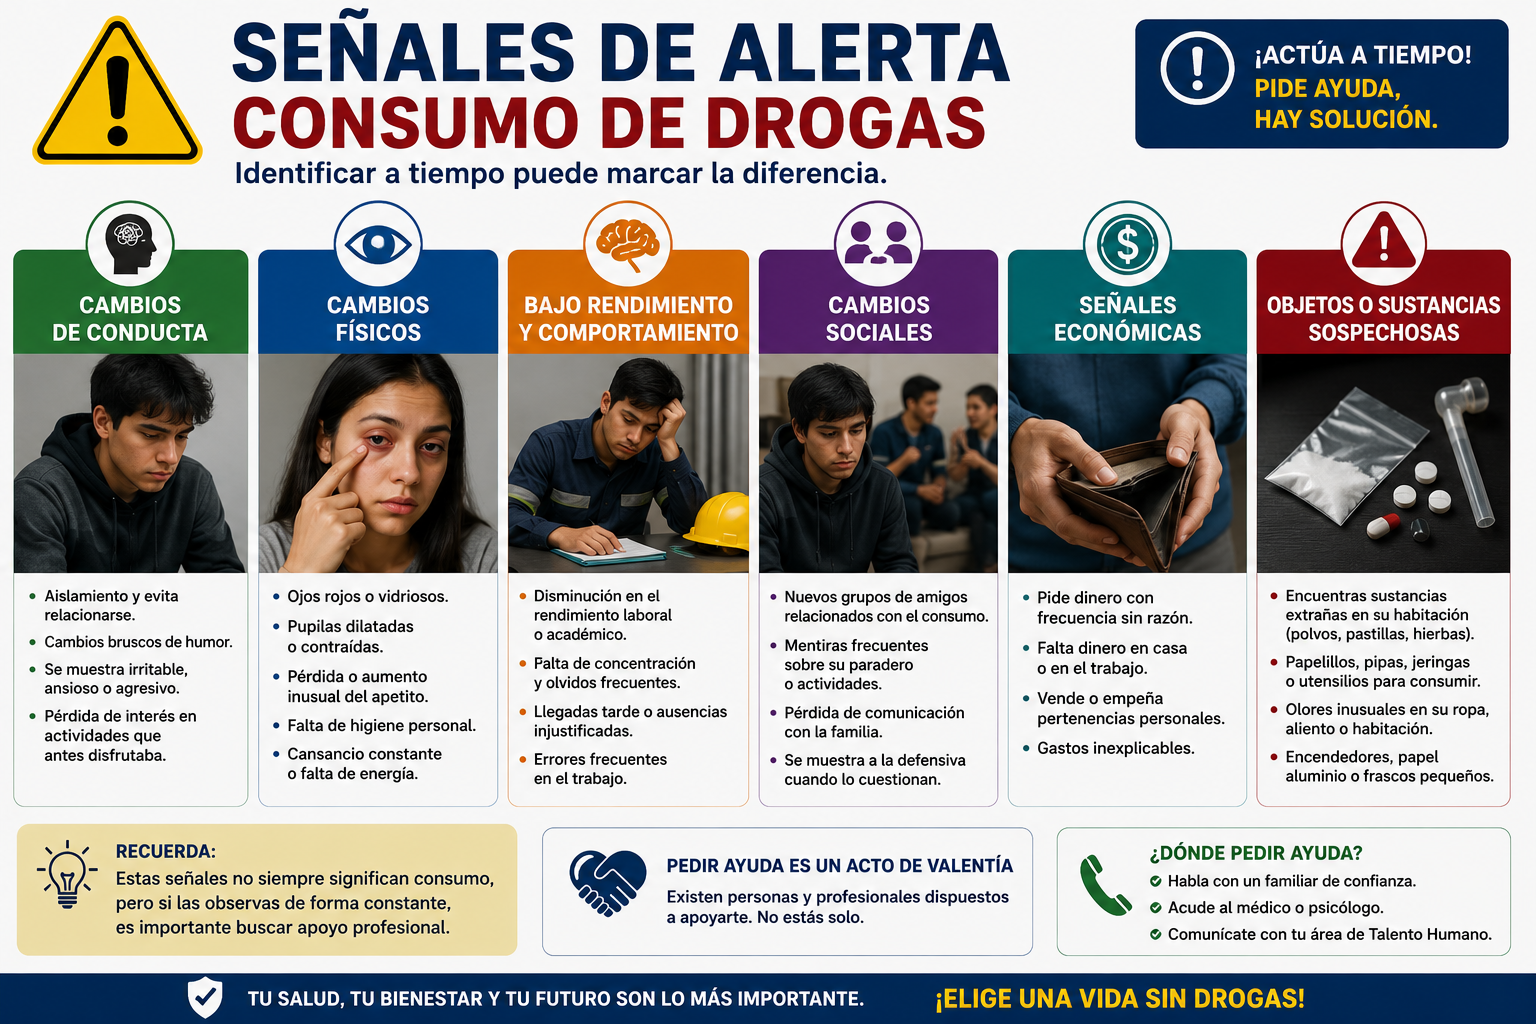 SEÑALES DE ALERTA
CONSUMO DE DROGAS
Identificar a tiempo puede marcar la diferencia.
¡ACTÚA A TIEMPO!
PIDE AYUDA,
HAY SOLUCIÓN.
CAMBIOS
DE CONDUCTA
Aislamiento y evita
relacionarse.
Cambios bruscos de humor.
Se muestra irritable,
ansioso o agresivo.
Pérdida de interés en
actividades que
antes disfrutaba.
CAMBIOS
FÍSICOS
Ojos rojos o vidriosos.
Pupilas dilatadas
o contraídas.
Pérdida o aumento
inusual del apetito.
Falta de higiene personal.
Cansancio constante
o falta de energía.
BAJO RENDIMIENTO
Y COMPORTAMIENTO
Disminución en el
rendimiento laboral
o académico.
Falta de concentración
y olvidos frecuentes.
Llegadas tarde o ausencias
injustificadas.
Errores frecuentes
en el trabajo.
CAMBIOS
SOCIALES
Nuevos grupos de amigos
relacionados con el consumo.
Mentiras frecuentes
sobre su paradero
o actividades.
Pérdida de comunicación
con la familia.
Se muestra a la defensiva
cuando lo cuestionan.
$
SEÑALES
ECONÓMICAS
Pide dinero con
frecuencia sin razón.
Falta dinero en casa
o en el trabajo.
Vende o empeña
pertenencias personales.
Gastos inexplicables.
OBJETOS O SUSTANCIAS
SOSPECHOSAS
Encuentras sustancias
extrañas en su habitación
(polvos, pastillas, hierbas).
Papelillos, pipas, jeringas
o utensilios para consumir.
Olores inusuales en su ropa,
aliento o habitación.
Encendedores, papel
aluminio o frascos pequeños.
RECUERDA:
Estas señales no siempre significan consumo,
pero si las observas de forma constante,
es importante buscar apoyo profesional.
PEDIR AYUDA ES UN ACTO DE VALENTÍA
Existen personas y profesionales dispuestos
a apoyarte. No estás solo.
¿DÓNDE PEDIR AYUDA?
Habla con un familiar de confianza.
Acude al médico o psicólogo.
Comunícate con tu área de Talento Humano.
TU SALUD, TU BIENESTAR Y TU FUTURO SON LO MÁS IMPORTANTE.
¡ELIGE UNA VIDA SIN DROGAS!